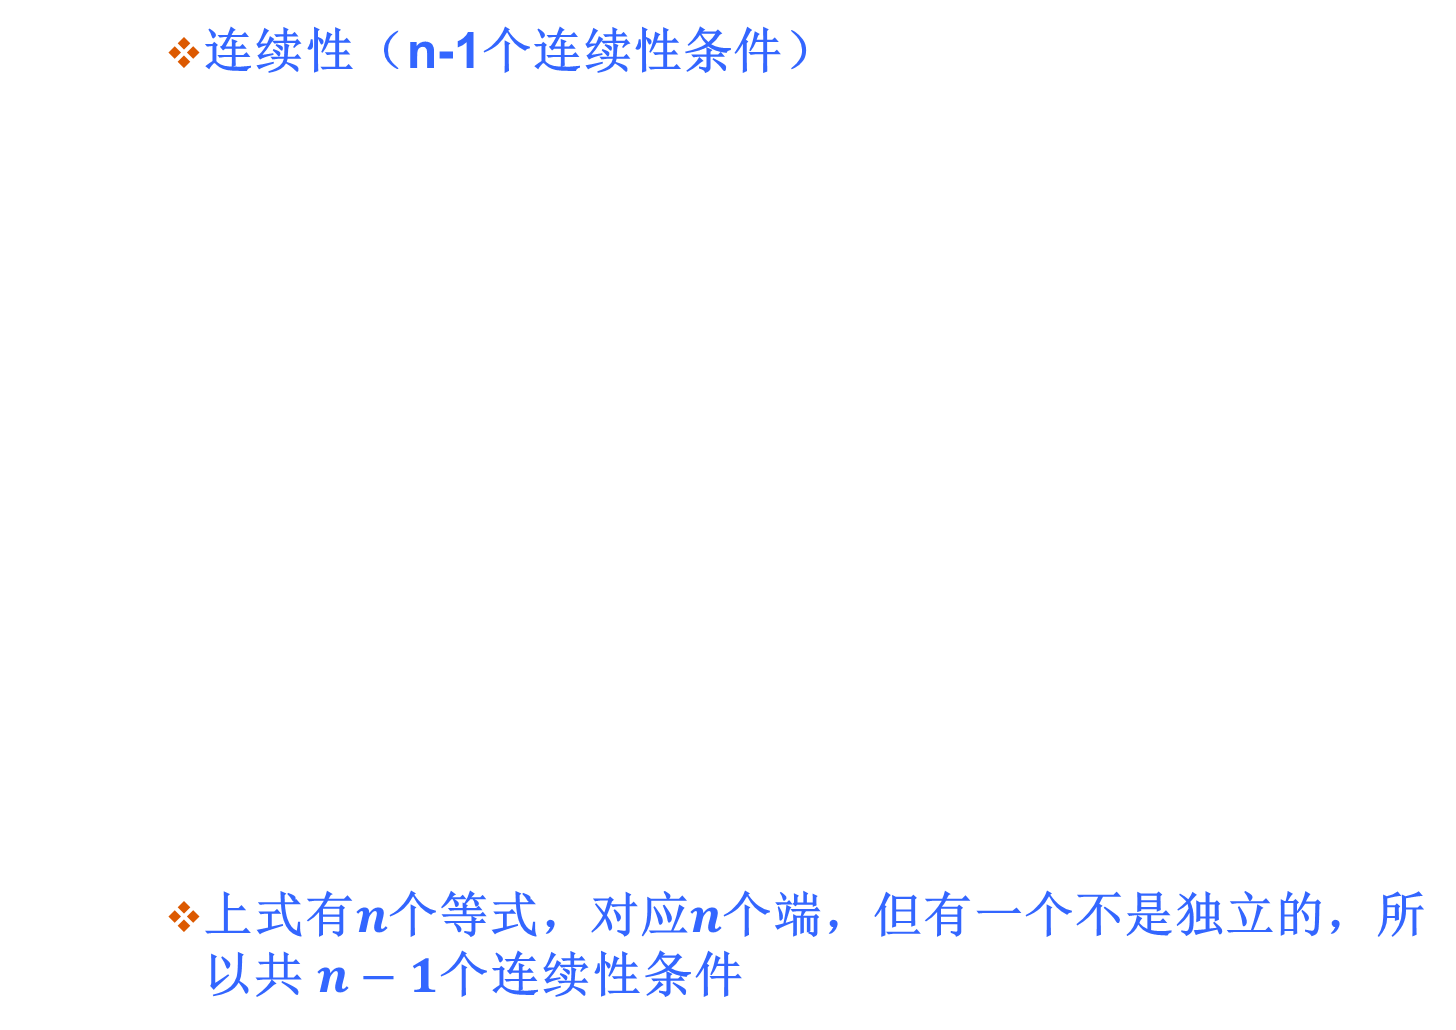 ❖连续性（n-1个连续性条件）
❖上式有n个等式，对应n个端，但有一个不是独立的，所
以共 n − 1个连续性条件